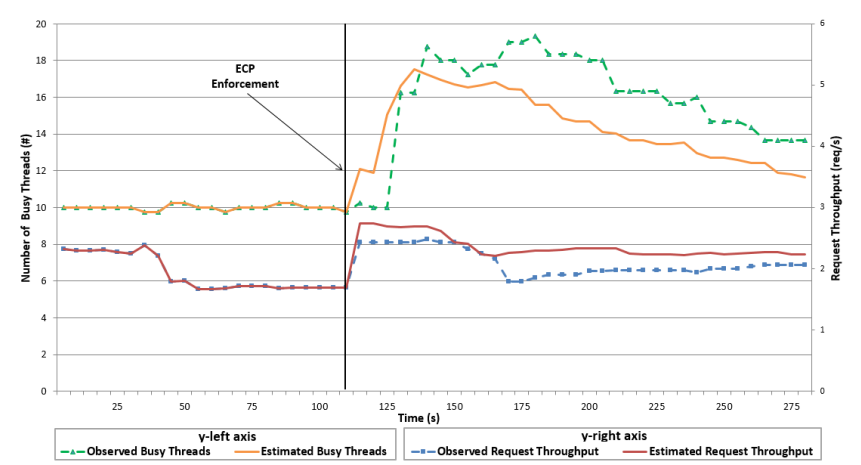 20
18
16
14
12
10
8
6
4
2
0
Number of Busy Threads (#)
ECP
Enforcement
6
5
4
3
2
1
0
Request Throughput (req/s)
25 50 75 100 125 150 175 200 225 250 275
Time (s)
y-left axis y-right axis
Observed Busy Threads Estimated Busy Threads Observed Request Throughput Estimated Request Throughput